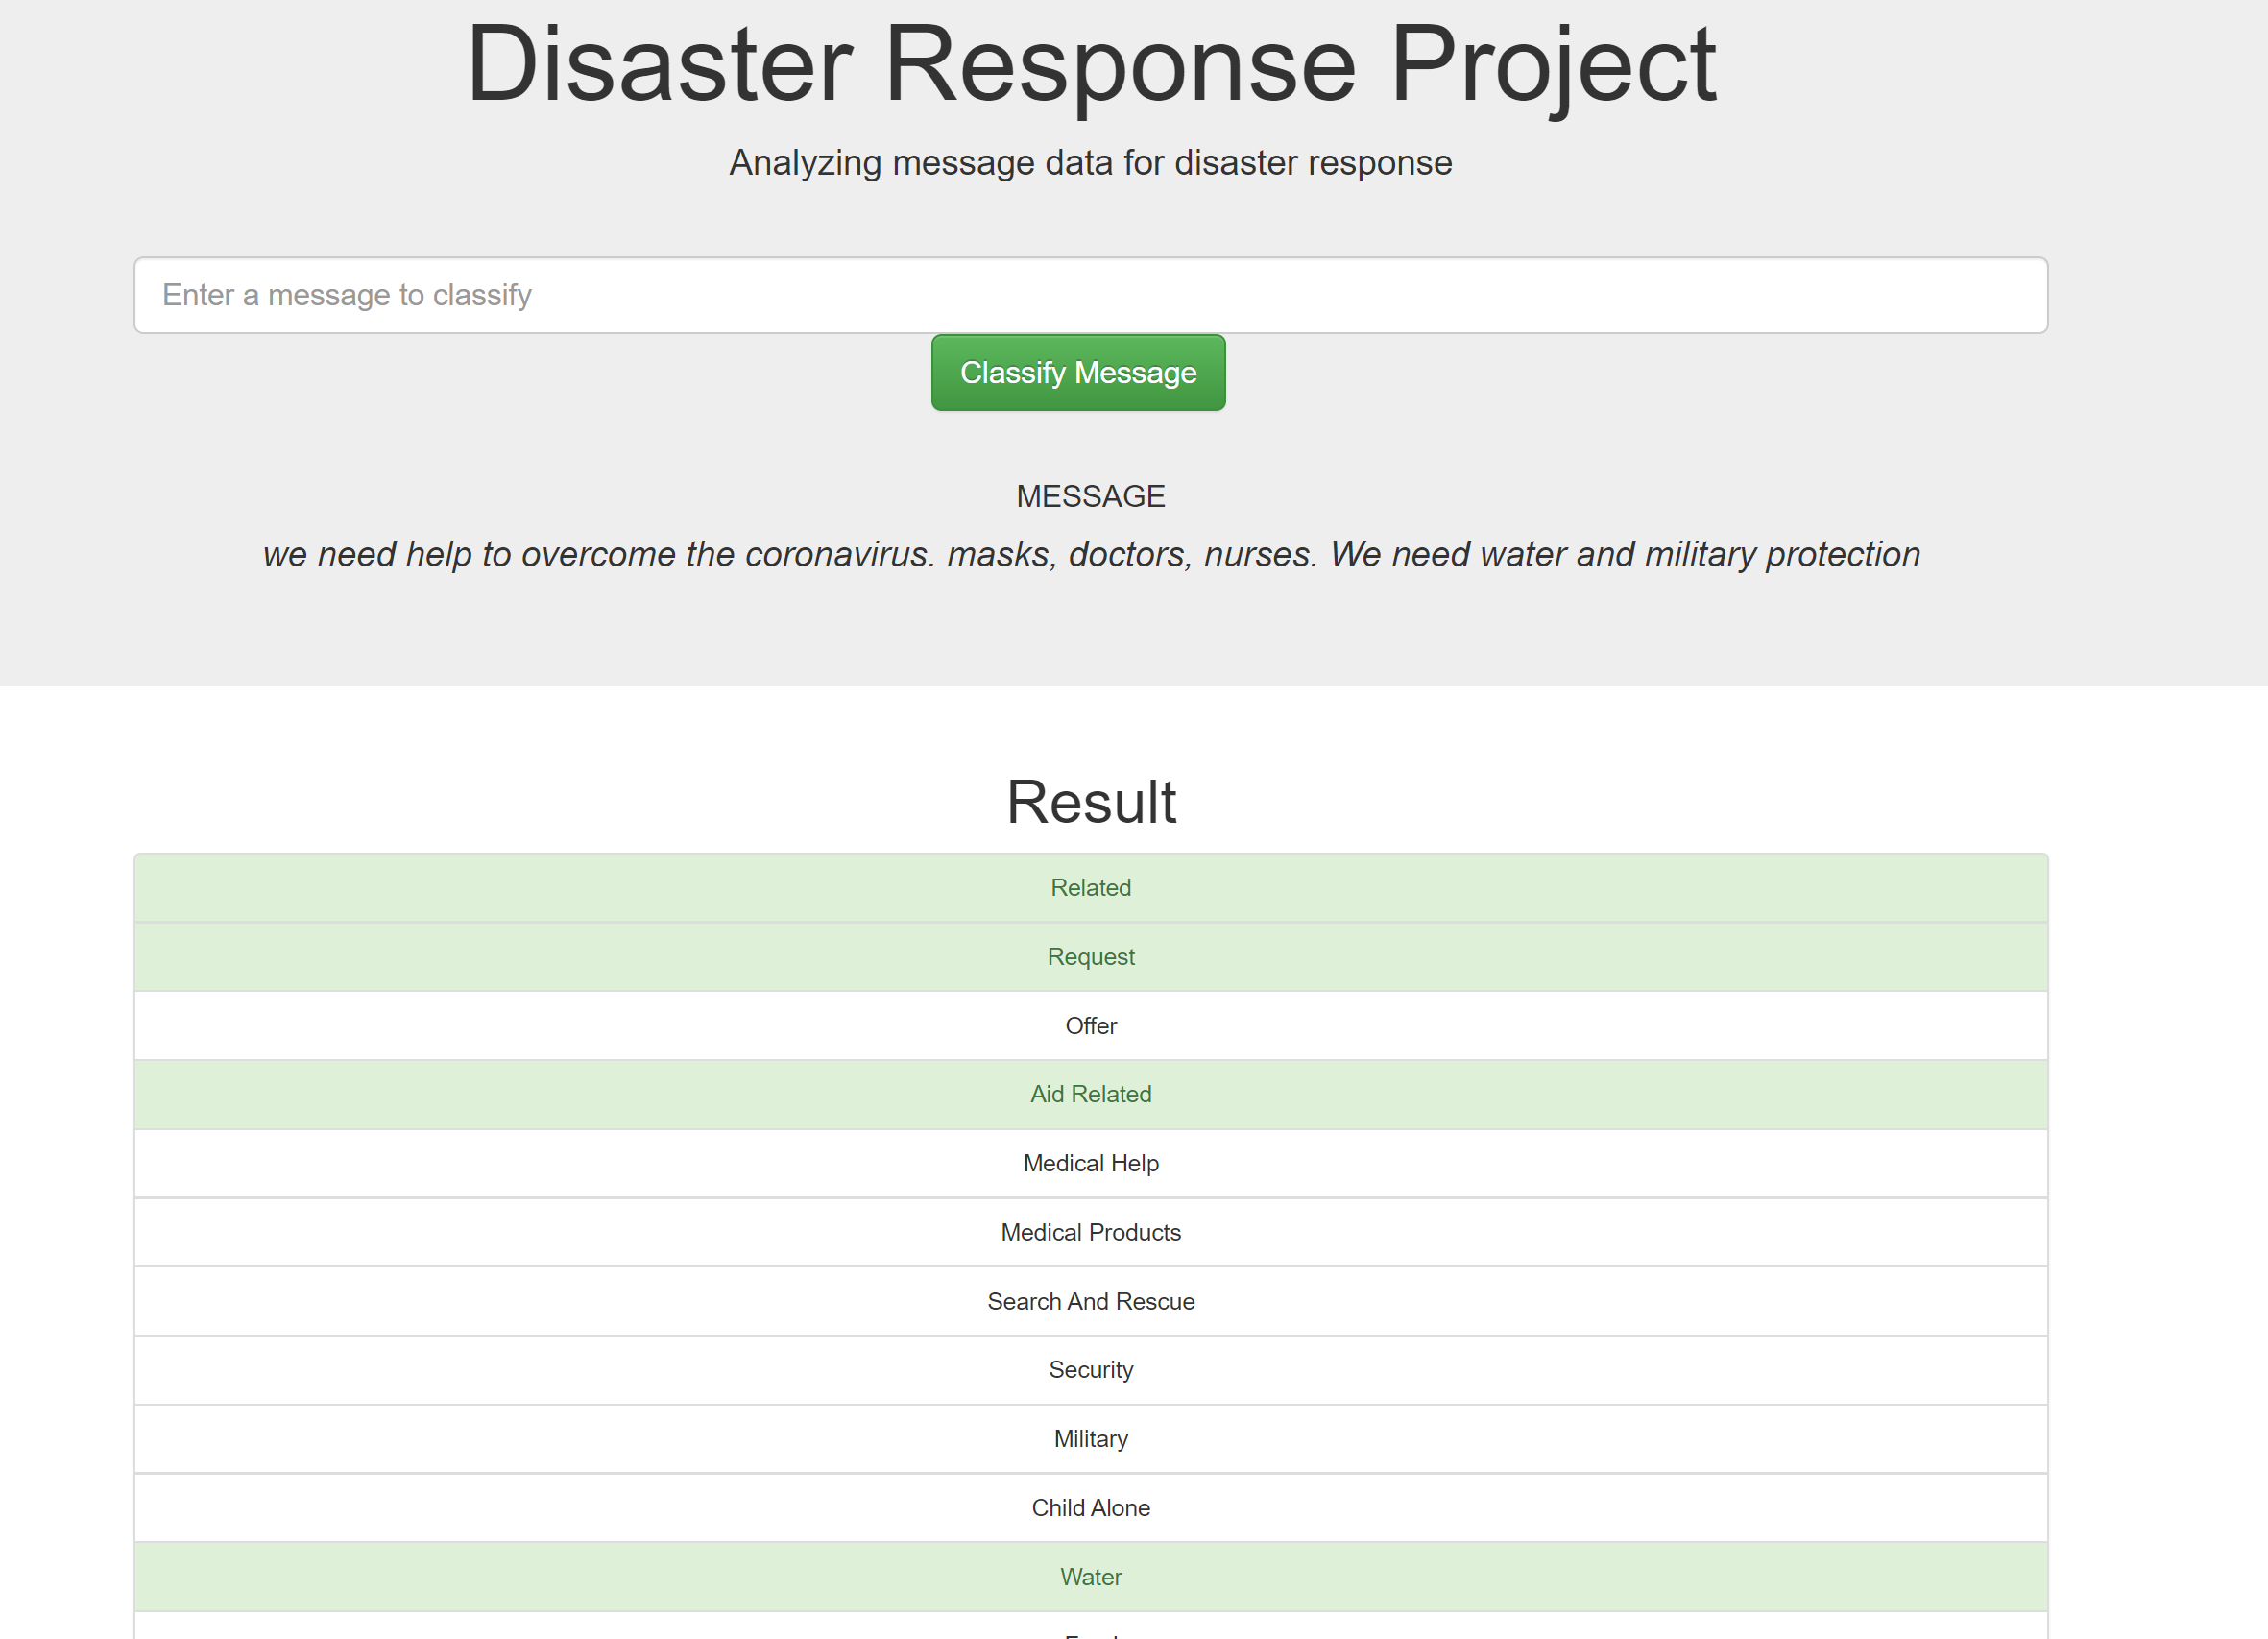 Disaster Response Project
Analyzing message data for disaster response
Enter a message to classify
Classify Message
MESSAGE
we need help to overcome the coronavirus. masks, doctors, nurses. We need water and military protection
Result
Related
Request
Offer
Aid Related
Medical Help
Medical Products
Search And Rescue
Security
Military
Child Alone
Water